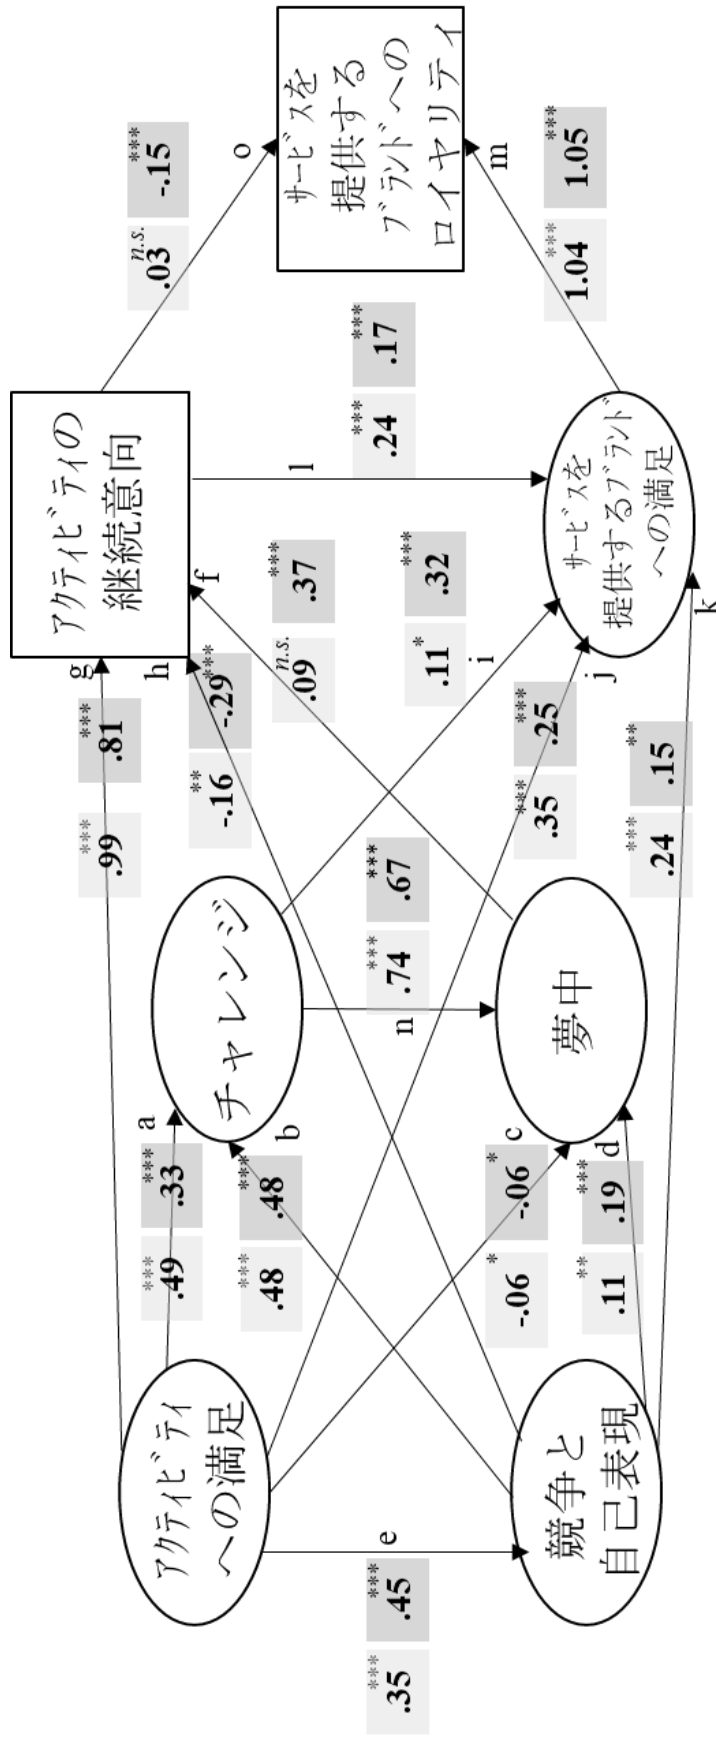 アクティビティ
への満足
競争と
自己表現
チャレンジ
夢中
アクティビティの
継続意向
サービスを
提供するブランド
への満足
サービスを
提供する
ブランドへの
ロイヤリティ
a
.49*** .33***
b
.48*** .48***
c
-.06* -.06*
d
.11** .19***
e
.35*** .45***
f
.09n.s. .37***
g
.99*** .81***
h
-.16** -.29***
i
.11* .32***
j
.35*** .25***
k
.24*** .15**
l
.24*** .17***
m
1.04*** 1.05***
n
.74*** .67***
o
.03n.s. -.15***